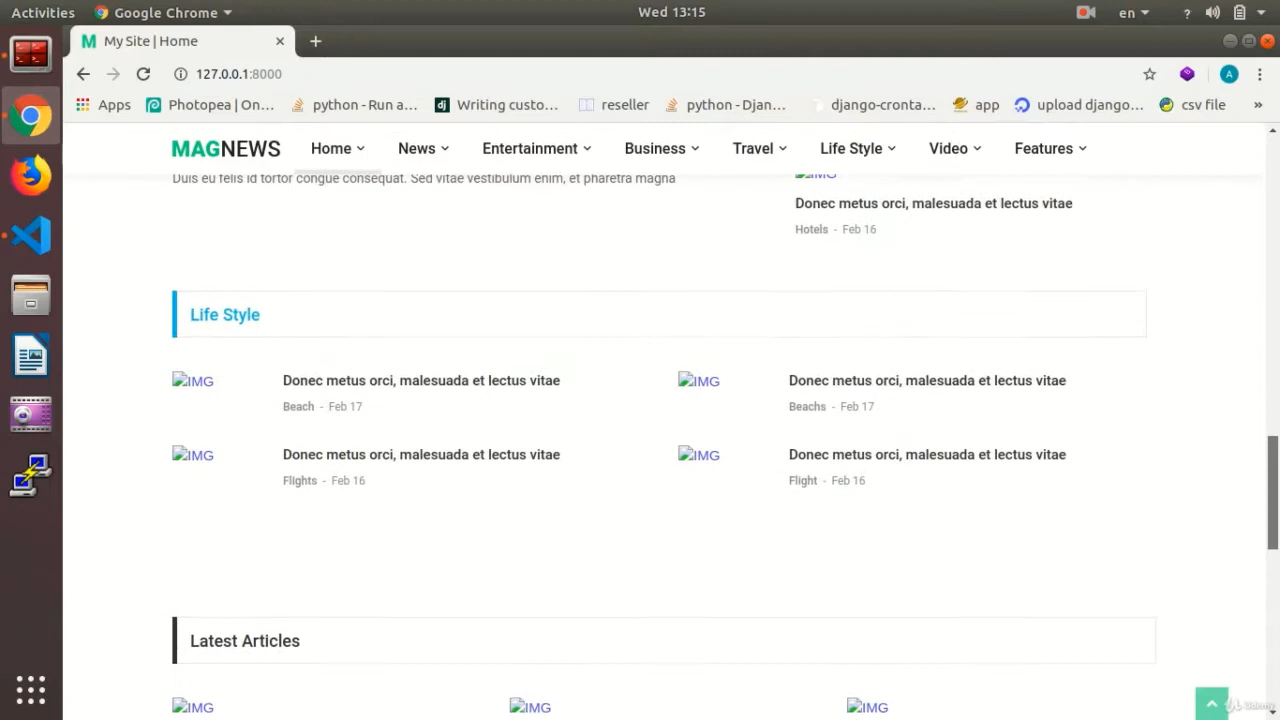 Activities Google Chrome Wed 13:15 en ?
My Site | Home
127.0.0.1:8000 A
Apps Photopea | On... python - Run a... dj Writing custo... reseller python - Djan... django-cronta... app upload django... csv file »
MAGNEWS Home News Entertainment Business Travel Life Style Video Features
Duis eu felis id tortor congue consequat. Sed vitae vestibulum enim, et pharetra magna
IMG
Donec metus orci, malesuada et lectus vitae
Hotels - Feb 16
Life Style
IMG Donec metus orci, malesuada et lectus vitae
Beach - Feb 17
IMG Donec metus orci, malesuada et lectus vitae
Beachs - Feb 17
IMG Donec metus orci, malesuada et lectus vitae
Flights - Feb 16
IMG Donec metus orci, malesuada et lectus vitae
Flight - Feb 16
Latest Articles
IMG IMG IMG
Udemy